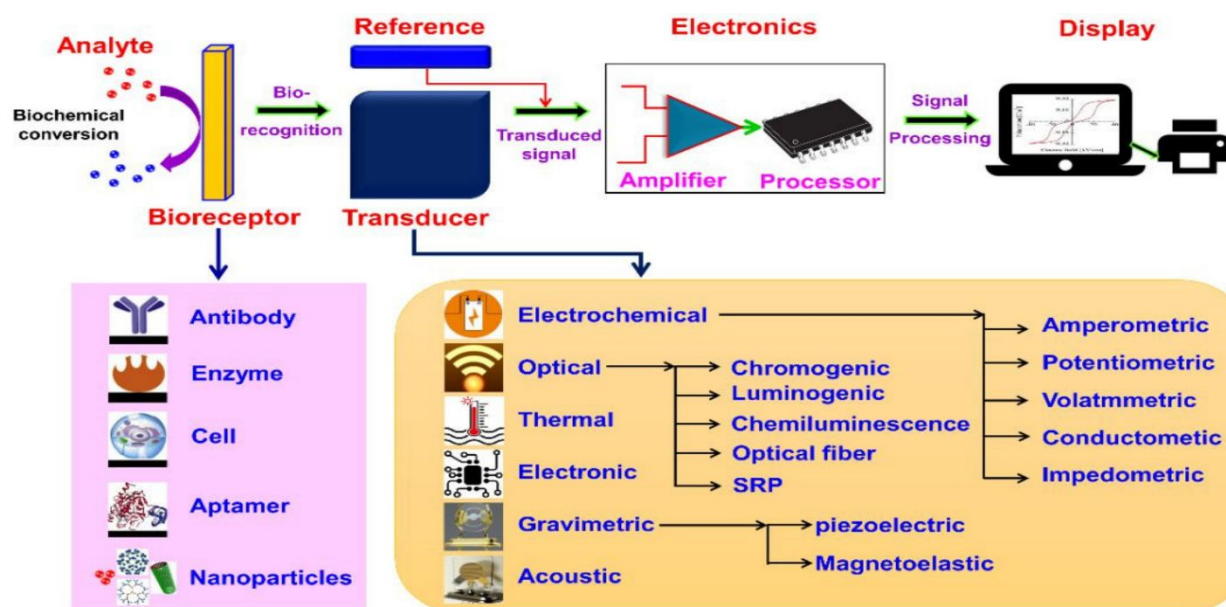 Analyte
Biochemical
conversion
Bioreceptor
Bio-
recognition
Reference
Transducer
Transduced
signal
Electronics
Amplifier
Processor
Signal
Processing
Display
Antibody
Enzyme
Cell
Aptamer
Nanoparticles
Electrochemical
Optical
Thermal
Electronic
Gravimetric
Acoustic
Chromogenic
Luminogenic
Chemiluminescence
Optical fiber
SRP
piezoelectric
Magnetoelastic
Amperometric
Potentiometric
Volatmmetric
Conductometic
Impedometric